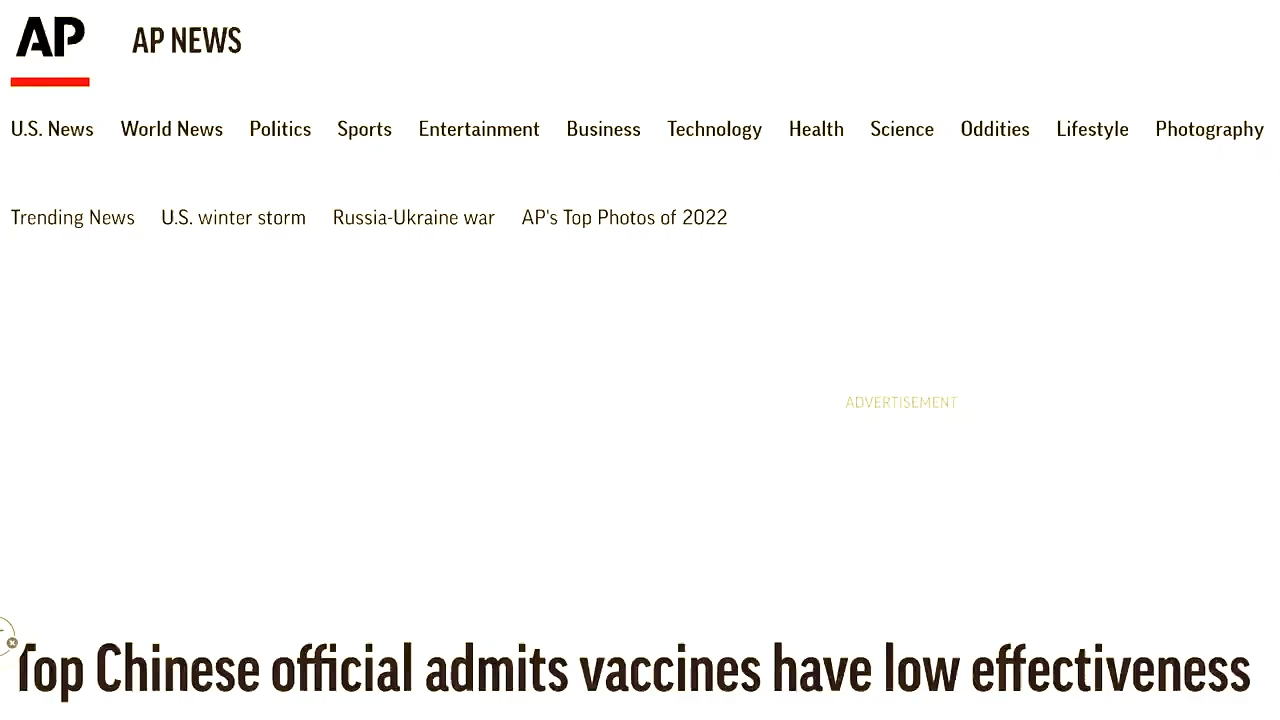 AP AP NEWS
U.S. News World News Politics Sports Entertainment Business Technology Health Science Oddities Lifestyle Photography
Trending News U.S. winter storm Russia-Ukraine war AP's Top Photos of 2022
ADVERTISEMENT
Top Chinese official admits vaccines have low effectiveness